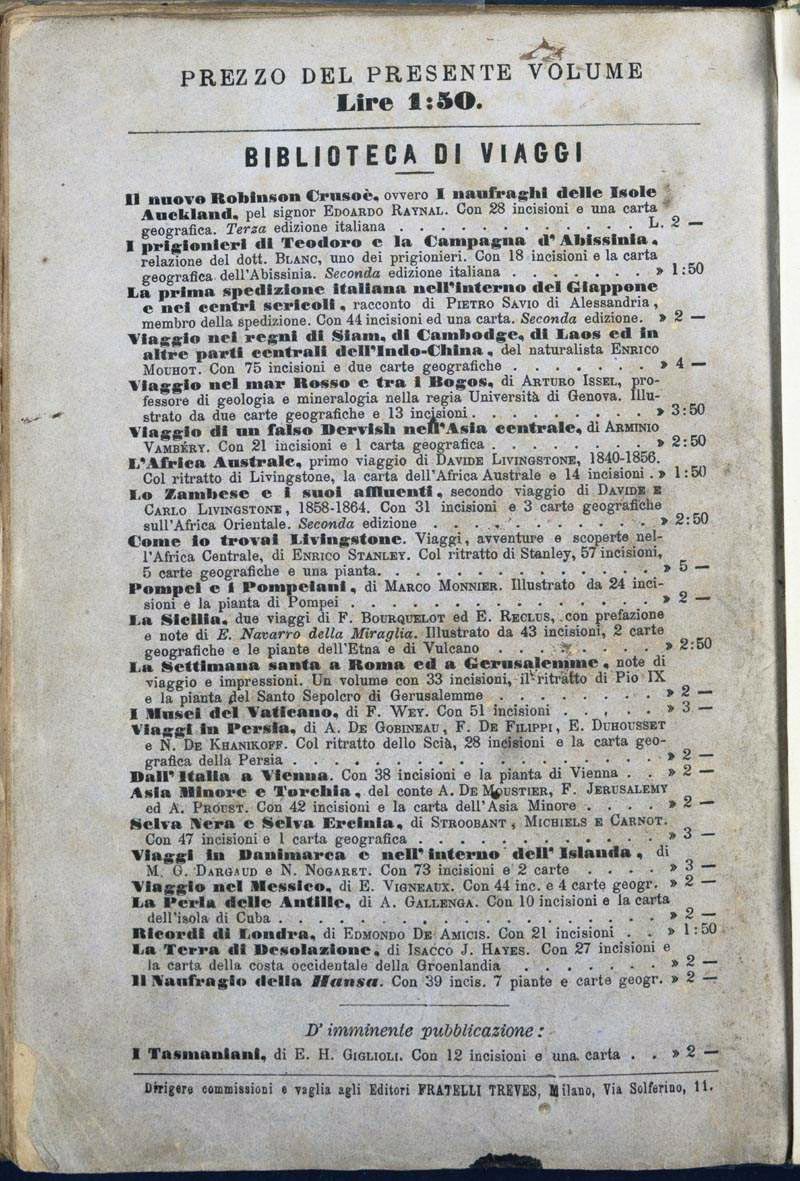 PREZZO DEL PRESENTE VOLUME
Lire 1:50.
BIBLIOTECA DI VIAGGI
Il nuovo Robinson Crusoè, ovvero I naufraghi delle Isole
Auckland, pel signor EDOARDO RAYNAL. Con 28 incisioni e una carta
geografica. Terza edizione italiana . . . . . . . . . . . L. 2 —
I prigionieri di Teodoro e la Campagna d'Abissinia,
relazione del dott. BLANC, uno dei prigionieri. Con 18 incisioni e la carta
geografica dell'Abissinia. Seconda edizione italiana . . . . . . . » 1:50
La prima spedizione italiana nell'interno del Giappone
e nei centri sericoli, racconto di PIETRO SAVIO di Alessandria,
membro della spedizione. Con 44 incisioni ed una carta. Seconda edizione. » 2 —
Viaggio nei regni di Siam, di Cambodge, di Laos ed in
altre parti centrali dell'Indo-China, del naturalista ENRICO
MOUHOT. Con 75 incisioni e due carte geografiche . . . . . . . » 4 —
Viaggio nel mar Rosso e tra i Bogos, di ARTURO ISSEL, pro-
fessore di geologia e mineralogia nella regia Università di Genova. Illu-
strato da due carte geografiche e 13 incisioni . . . . . . . . . » 3:50
Viaggio di un falso Dervish nell'Asia centrale, di ARMINIO
VAMBÉRY. Con 21 incisioni e 1 carta geografica . . . . . . . . » 2:50
L'Africa Australe, primo viaggio di DAVIDE LIVINGSTONE, 1840-1856.
Col ritratto di Livingstone, la carta dell'Africa Australe e 14 incisioni . » 1:50
Lo Zambese e i suoi affluenti, secondo viaggio di DAVIDE E
CARLO LIVINGSTONE, 1858-1864. Con 31 incisioni e 3 carte geografiche
sull'Africa Orientale. Seconda edizione . . . . . . . . . . . » 2:50
Come io trovai Livingstone. Viaggi, avventure e scoperte nel-
l'Africa Centrale, di ENRICO STANLEY. Col ritratto di Stanley, 57 incisioni,
5 carte geografiche e una pianta. . . . . . . . . . . . . . » 5 —
Pompei e i Pompeiani, di MARCO MONNIER. Illustrato da 24 inci-
sioni e la pianta di Pompei . . . . . . . . . . . . . . . » 2 —
La Sicilia, due viaggi di F. BOURQUELOT ed E. RECLUS, con prefazione
e note di E. Navarro della Miraglia. Illustrato da 43 incisioni, 2 carte
geografiche e le piante dell'Etna e di Vulcano . . . . . . . . » 2:50
La Settimana santa a Roma ed a Gerusalemme, note di
viaggio e impressioni. Un volume con 33 incisioni, il ritratto di Pio IX
e la pianta del Santo Sepolcro di Gerusalemme . . . . . . . . » 2 —
I Musei del Vaticano, di F. WEY. Con 51 incisioni . . . . . » 3 —
Viaggi in Persia, di A. DE GOBINEAU, F. DE FILIPPI, E. DUHOUSSET
e N. DE KHANIKOFF. Col ritratto dello Scià, 28 incisioni e la carta geo-
grafica della Persia . . . . . . . . . . . . . . . . . . » 2 —
Dall'Italia a Vienna. Con 38 incisioni e la pianta di Vienna . . » 2 —
Asia Minore e Turchia, del conte A. DE MOUSTIER, F. JERUSALEMY
ed A. PROUST. Con 42 incisioni e la carta dell'Asia Minore . . . . » 2 —
Selva Nera e Selva Ercinia, di STROOBANT, MICHIELS E CARNOT.
Con 47 incisioni e 1 carta geografica . . . . . . . . . . . . » 3 —
Viaggi in Danimarca e nell'interno dell'Islanda, di
M. G. DARGAUD e N. NOGARET. Con 73 incisioni e 2 carte . . . . » 3 —
Viaggio nel Messico, di E. VIGNEAUX. Con 44 inc. e 4 carte geogr. » 2 —
La Perla delle Antille, di A. GALLENGA. Con 10 incisioni e la carta
dell'isola di Cuba . . . . . . . . . . . . . . . . . . . » 2 —
Ricordi di Londra, di EDMONDO DE AMICIS. Con 21 incisioni . . » 1:50
La Terra di Desolazione, di ISACCO J. HAYES. Con 27 incisioni e
la carta della costa occidentale della Groenlandia . . . . . . . » 2 —
Il Naufragio della Hansa. Con 39 incis. 7 piante e carte geogr. » 2 —
D'imminente pubblicazione:
I Tasmaniani, di E. H. GIGLIOLI. Con 12 incisioni e una carta . . » 2 —
Dirigere commissioni e vaglia agli Editori FRATELLI TREVES, Milano, Via Solferino, 11.